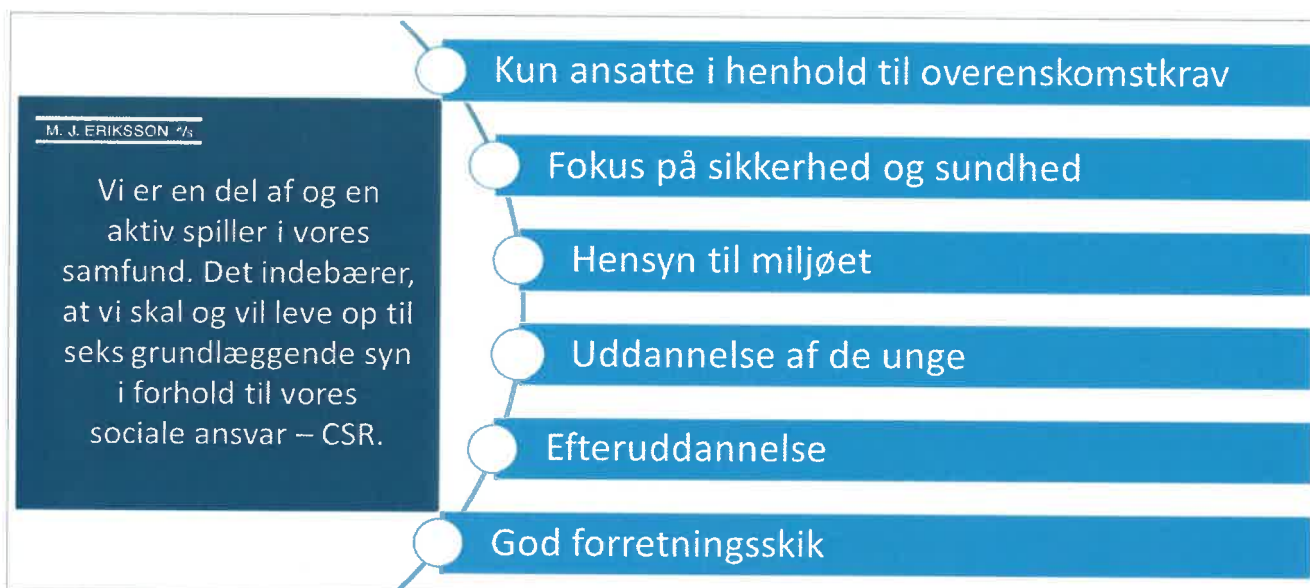 M. J. ERIKSSON A/S
Vi er en del af og en
aktiv spiller i vores
samfund. Det indebærer,
at vi skal og vil leve op til
seks grundlæggende syn
i forhold til vores
sociale ansvar – CSR.
Kun ansatte i henhold til overenskomstkrav
Fokus på sikkerhed og sundhed
Hensyn til miljøet
Uddannelse af de unge
Efteruddannelse
God forretningsskik